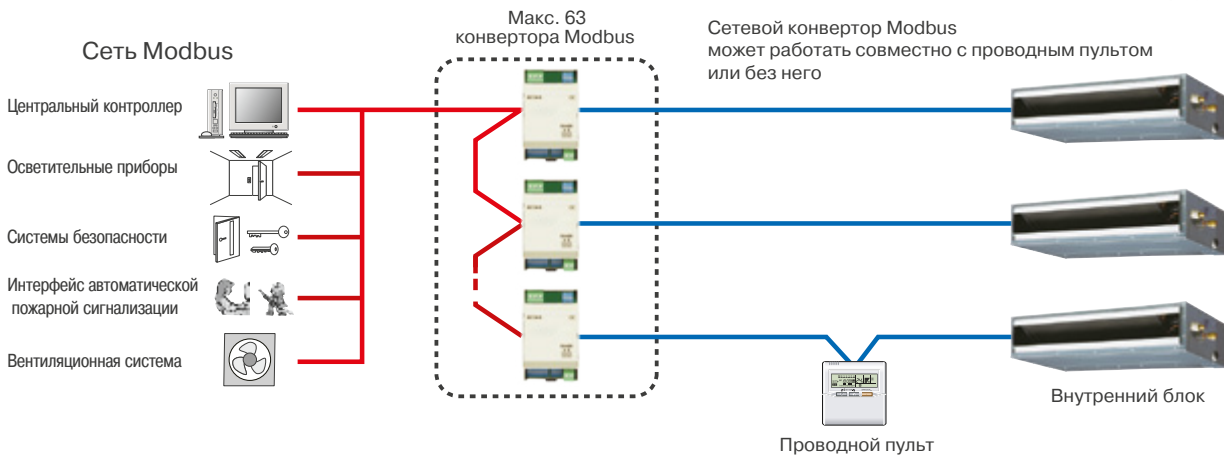 Макс. 63
конвертора Modbus
Сетевой конвертор Modbus
может работать совместно с проводным пультом
или без него
Сеть Modbus
Центральный контроллер
Осветительные приборы
Системы безопасности
Интерфейс автоматической
пожарной сигнализации
Вентиляционная система
Внутренний блок
Проводной пульт